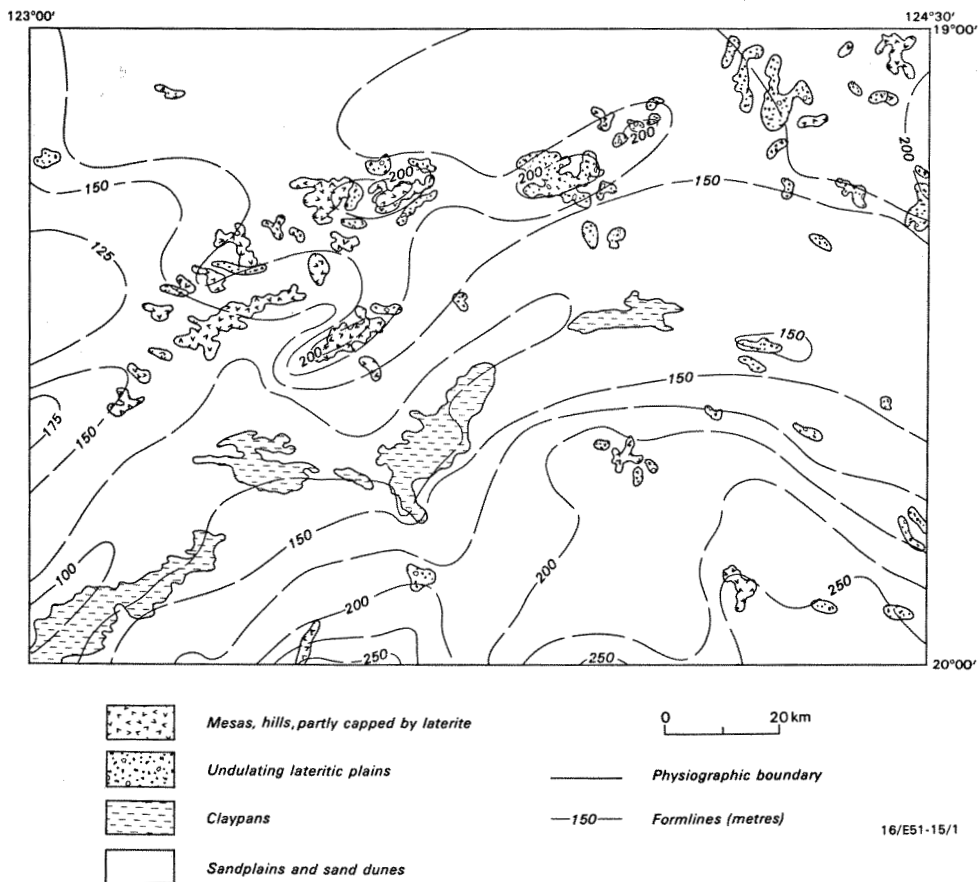 123°00′
124°30′
19°00′
200
200
200
200
150
150
125
150
200
150
175
150
150
100
200
200
250
250
250
20°00′
0 20 km
Mesas, hills, partly capped by laterite
Undulating lateritic plains
Physiographic boundary
Claypans
—150— Formlines (metres)
16/E51-15/1
Sandplains and sand dunes